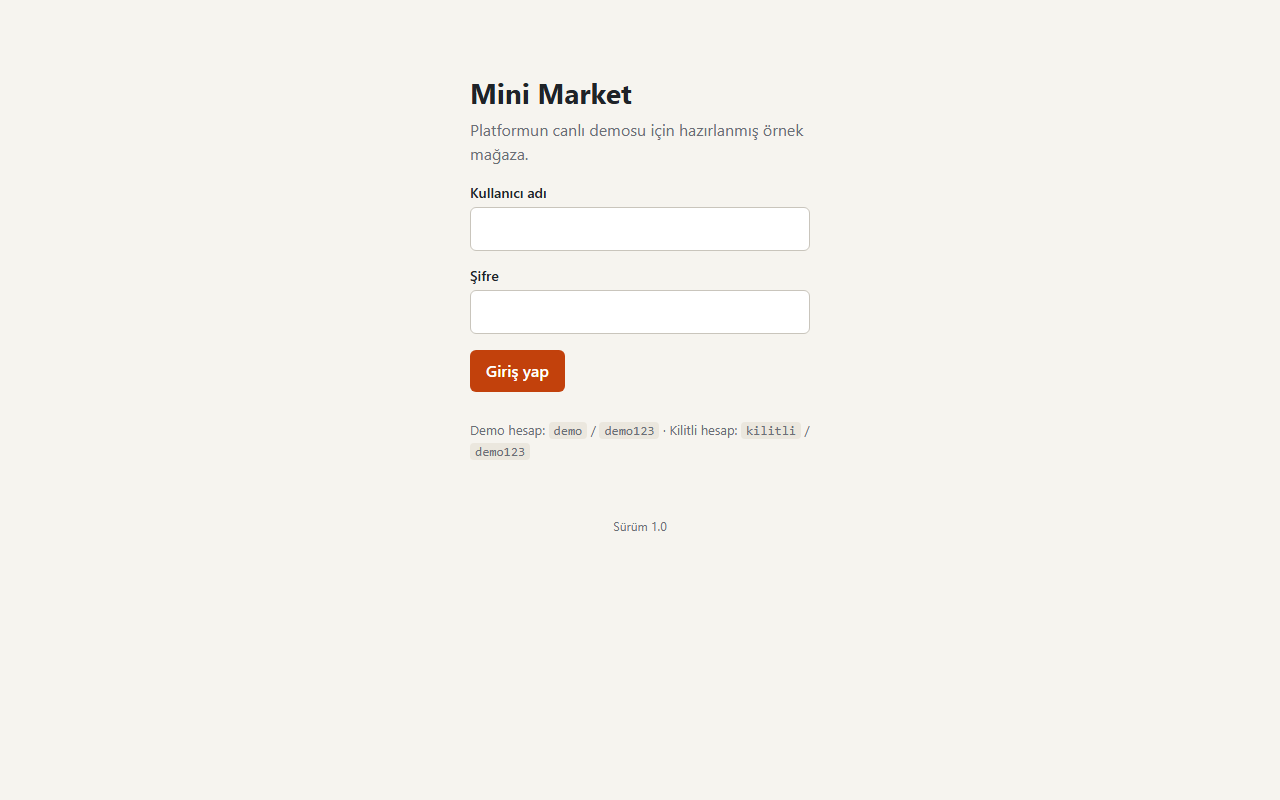 Mini Market
Platformun canlı demosu için hazırlanmış örnek
mağaza.
Kullanıcı adı
Şifre
Giriş yap
Demo hesap: demo / demo123 · Kilitli hesap: kilitli /
demo123
Sürüm 1.0